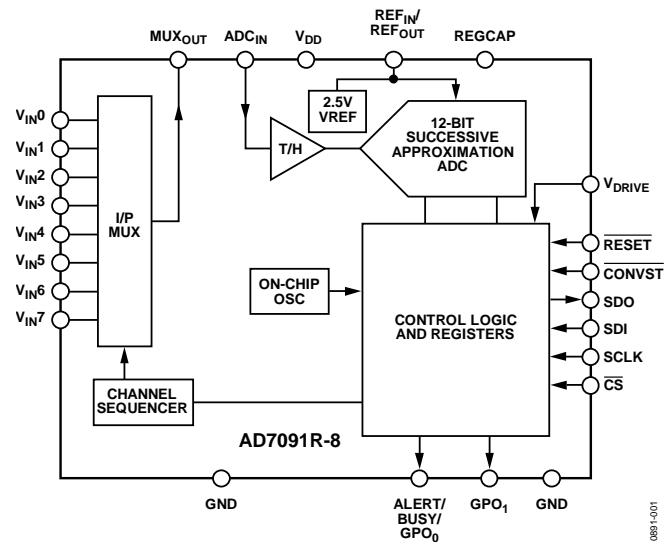 MUXOUT
ADCIN
VDD
REFIN/
REFOUT
REGCAP
VIN0
VIN1
VIN2
VIN3
VIN4
VIN5
VIN6
VIN7
I/P
MUX
2.5V
VREF
T/H
12-BIT
SUCCESSIVE
APPROXIMATION
ADC
VDRIVE
RESET
CONVST
SDO
SDI
SCLK
CS
ON-CHIP
OSC
CONTROL LOGIC
AND REGISTERS
CHANNEL
SEQUENCER
AD7091R-8
GND
ALERT/
BUSY/
GPO0
GPO1
GND
0891-001